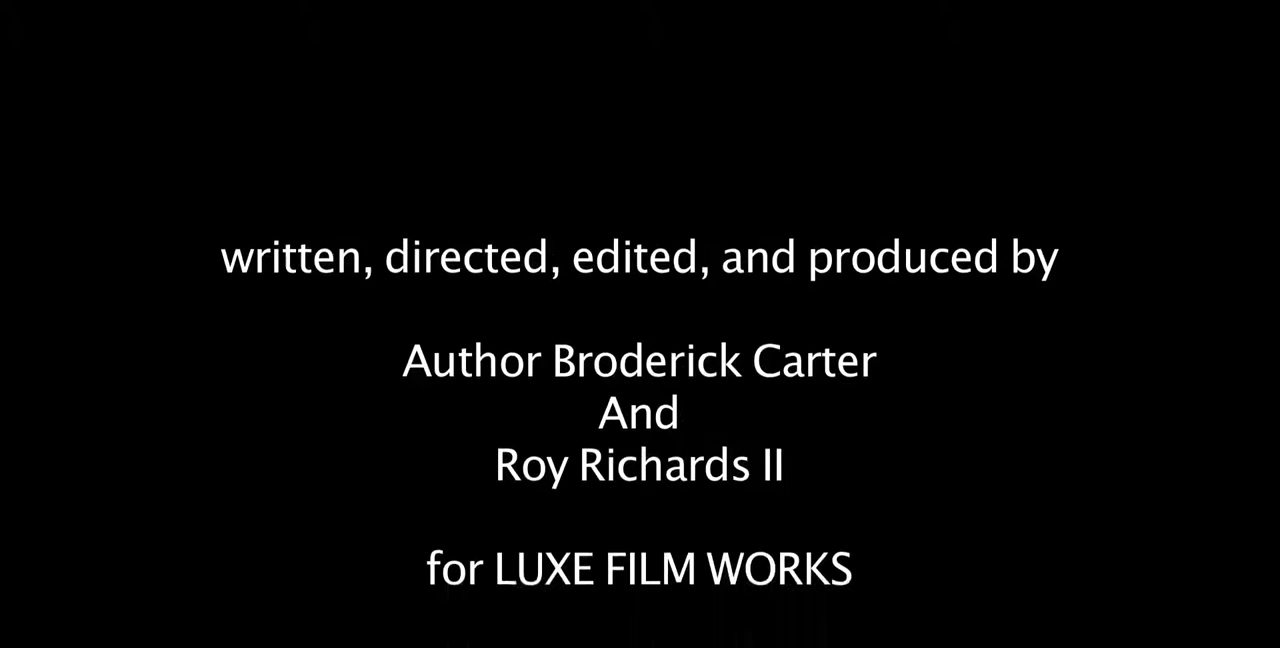 written, directed, edited, and produced by
Author Broderick Carter
And
Roy Richards II
for LUXE FILM WORKS